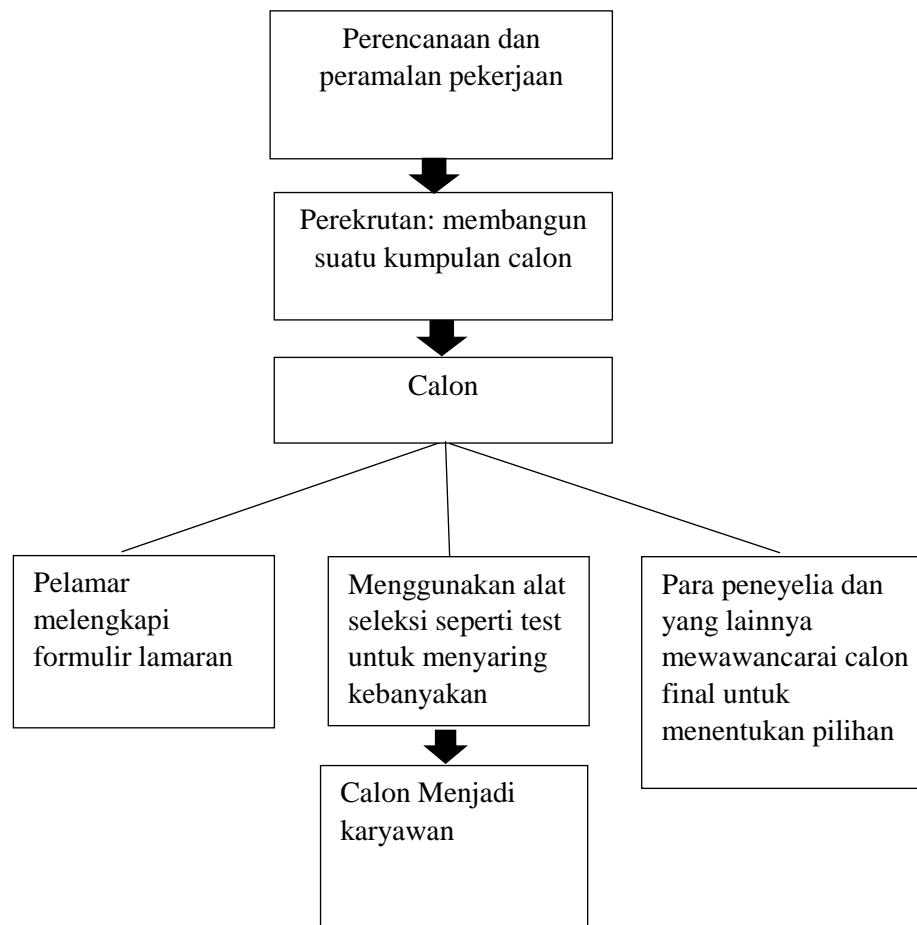 Perencanaan dan
peramalan pekerjaan
Perekrutan: membangun
suatu kumpulan calon
Calon
Pelamar
melengkapi
formulir lamaran
Menggunakan alat
seleksi seperti test
untuk menyaring
kebanyakan
Para peneyelia dan
yang lainnya
mewawancarai calon
final untuk
menentukan pilihan
Calon Menjadi
karyawan